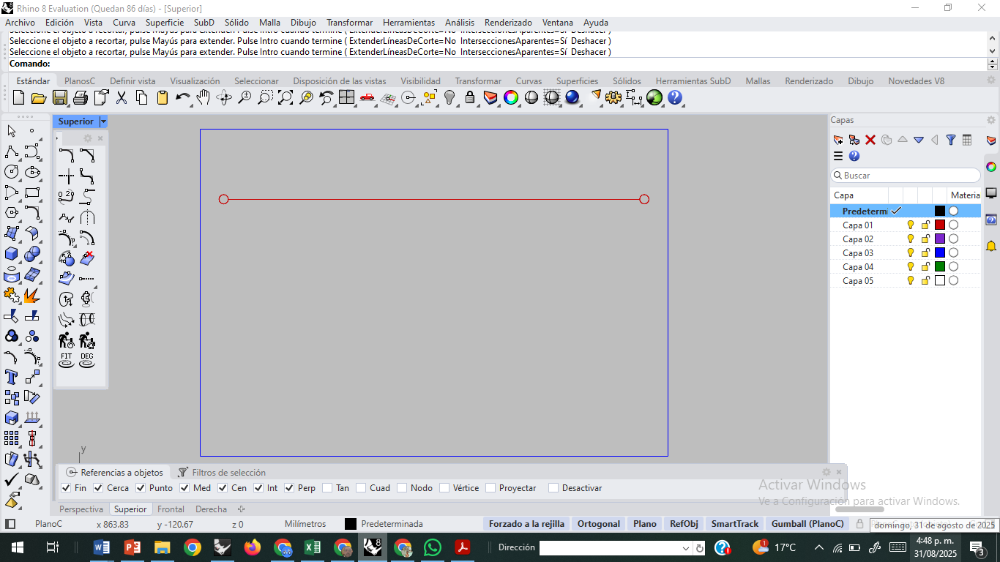 Rhino 8 Evaluation (Quedan 86 días) - [Superior]
Archivo Edición Vista Curva Superficie SubD Sólido Malla Dibujo Transformar Herramientas Análisis Renderizado Ventana Ayuda
Seleccione el objeto a recortar, pulse Mayús para extender. Pulse Intro cuando termine ( ExtenderLíneasDeCorte=No InterseccionesAparentes=Sí Deshacer )
Seleccione el objeto a recortar, pulse Mayús para extender. Pulse Intro cuando termine ( ExtenderLíneasDeCorte=No InterseccionesAparentes=Sí Deshacer )
Seleccione el objeto a recortar, pulse Mayús para extender. Pulse Intro cuando termine ( ExtenderLíneasDeCorte=No InterseccionesAparentes=Sí Deshacer )
Comando:
Estándar PlanosC Definir vista Visualización Seleccionar Disposición de las vistas Visibilidad Transformar Curvas Superficies Sólidos Herramientas SubD Mallas Renderizado Dibujo Novedades V8
Superior
Capas
Buscar
Capa Materia
Predeterm
Capa 01
Capa 02
Capa 03
Capa 04
Capa 05
FIT DEG
y
Referencias a objetos Filtros de selección
Fin Cerca Punto Med Cen Int Perp Tan Cuad Nodo Vértice Proyectar Desactivar
Activar Windows
Ve a Configuración para activar Windows.
Perspectiva Superior Frontal Derecha
PlanoC x 863.83 y -120.67 z 0 Milímetros Predeterminada Forzado a la rejilla Ortogonal Plano RefObj SmartTrack Gumball (PlanoC)
domingo, 31 de agosto de 2025
Dirección 17°C 4:48 p. m.
31/08/2025
3